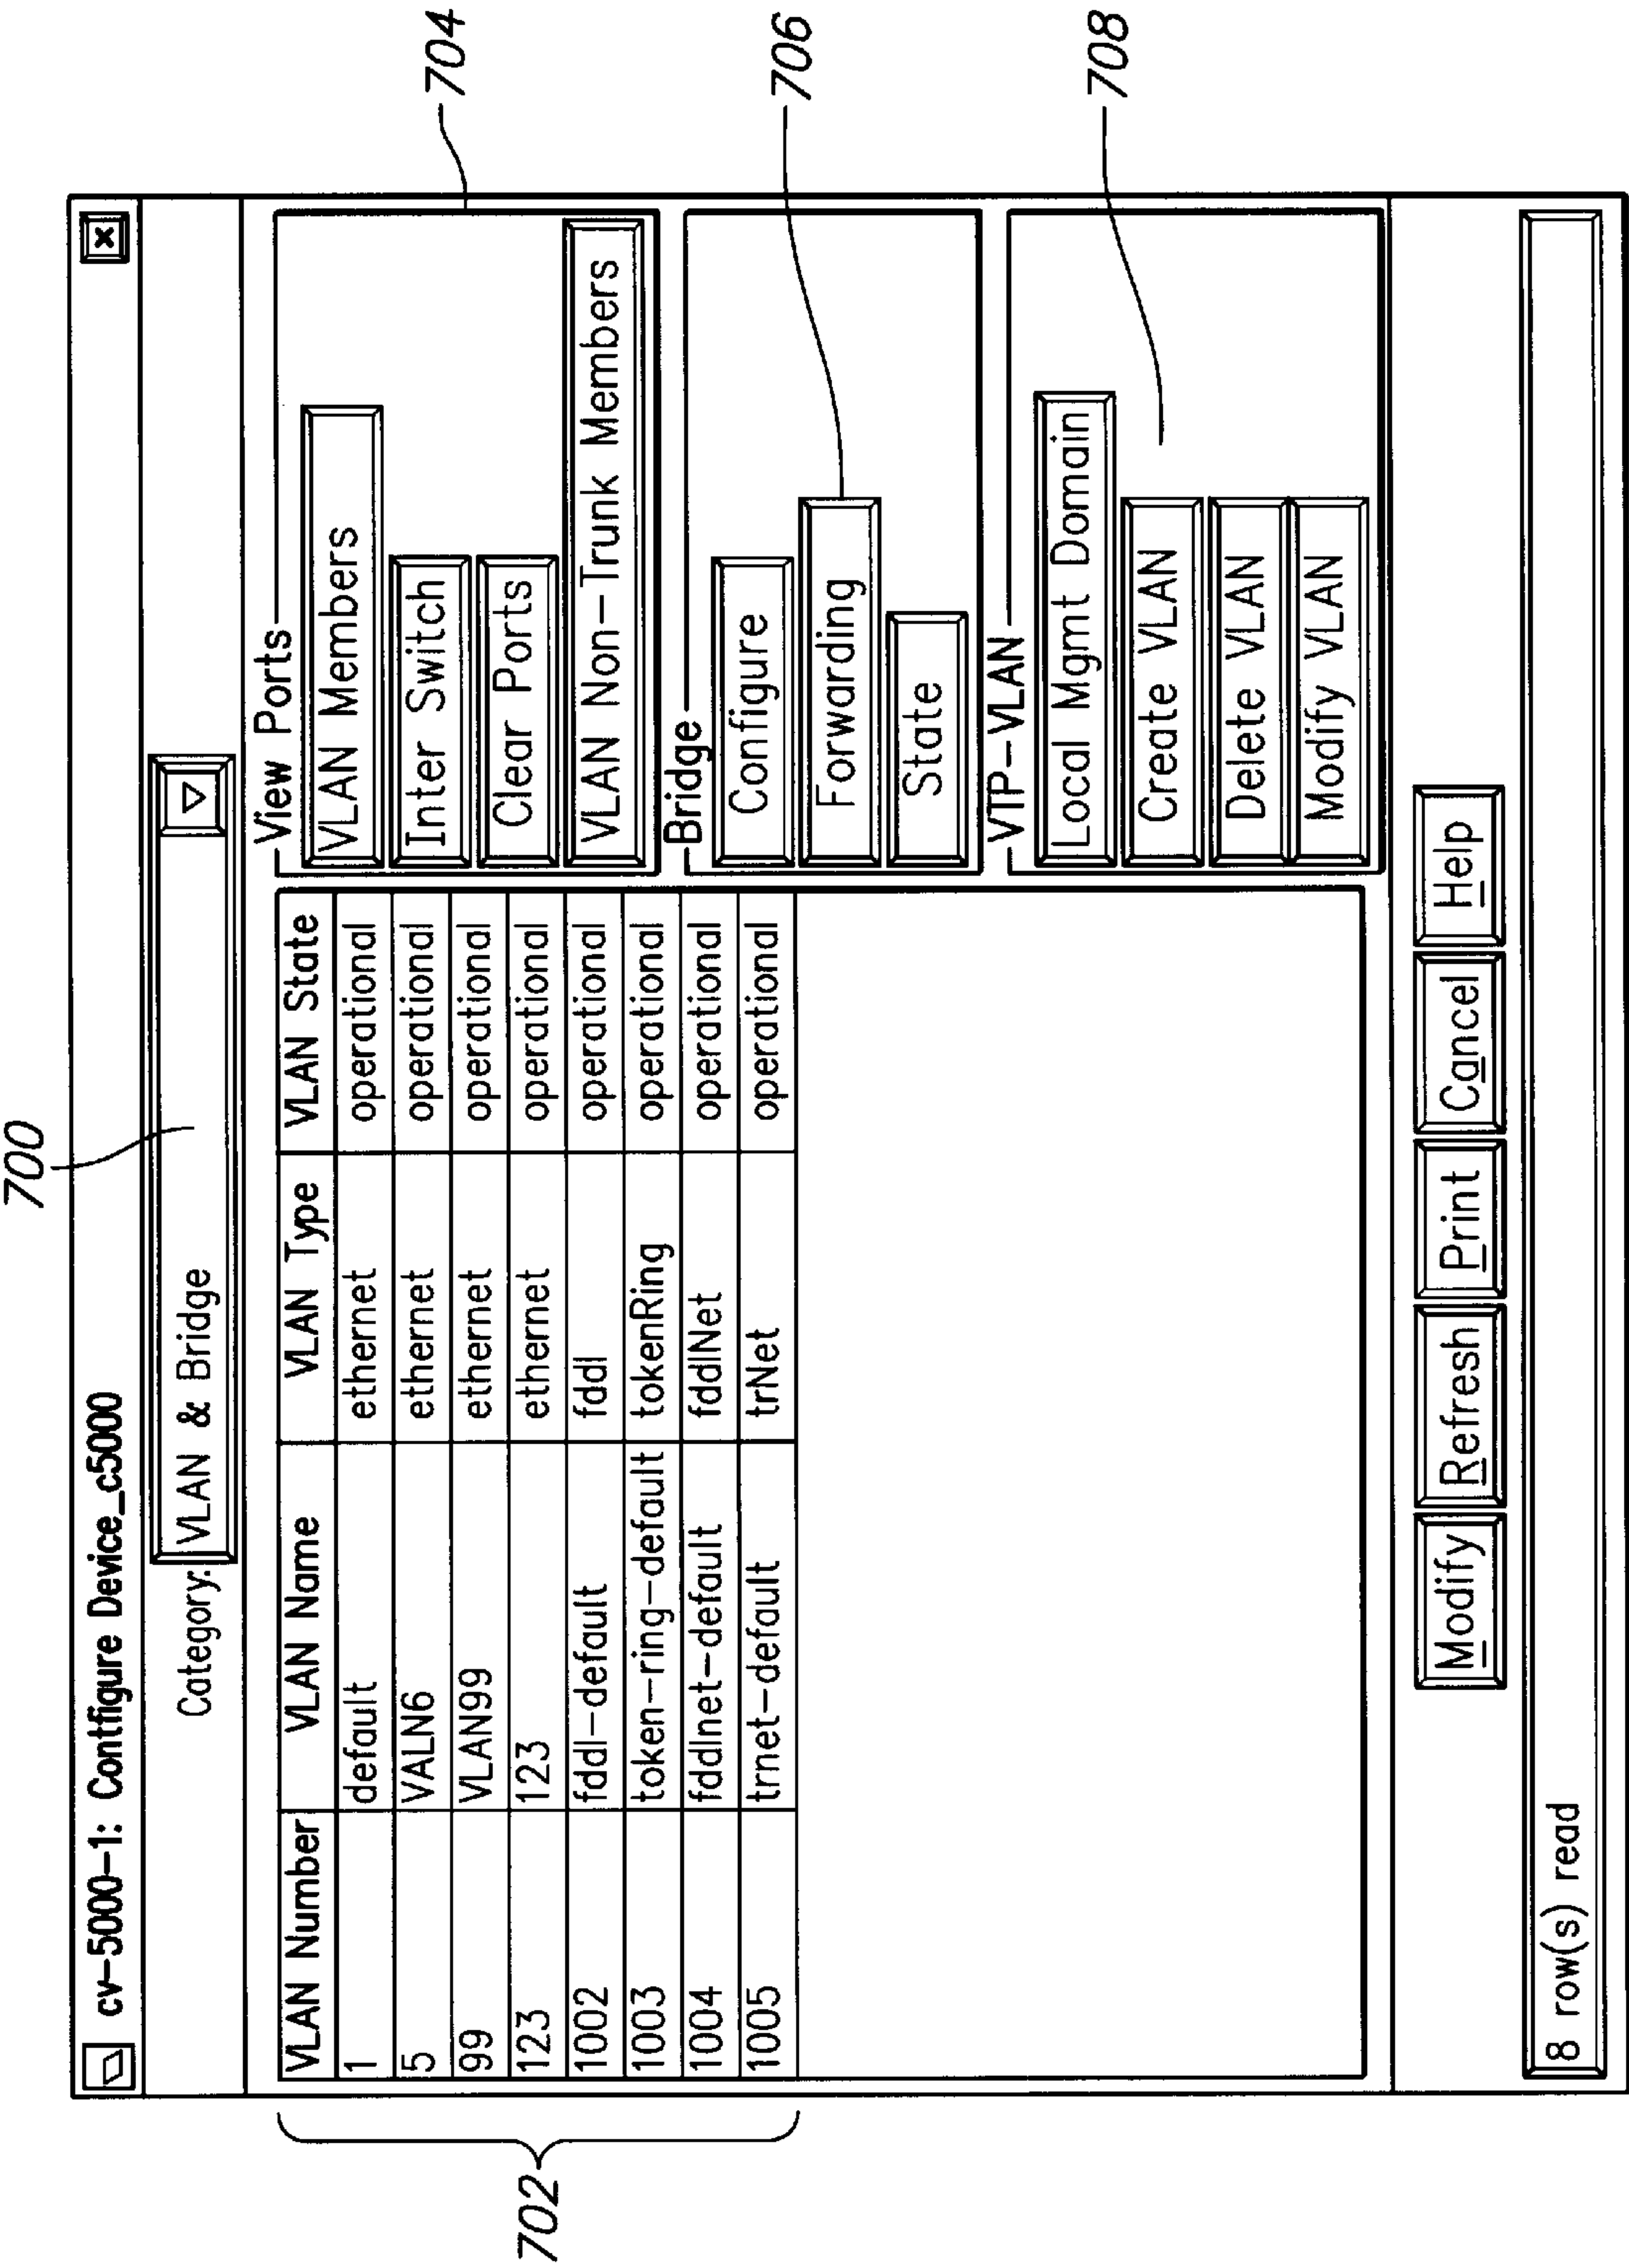 700
cv-5000-1: Contfigure Device_c5000
x
Category: VLAN & Bridge
702
VLAN Number VLAN Name VLAN Type VLAN State
1 default ethernet operational
5 VALN6 ethernet operational
99 VLAN99 ethernet operational
123 123 ethernet operational
1002 fddl-default fddl operational
1003 token-ring-default tokenRing operational
1004 fddlnet-default fddlNet operational
1005 trnet-default trNet operational
View Ports
VLAN Members
Inter Switch
Clear Ports
VLAN Non-Trunk Members
704
Bridge
Configure
Forwarding
State
706
VTP-VLAN
Local Mgmt Domain
Create VLAN
Delete VLAN
Modify VLAN
708
Modify Refresh Print Cancel Help
8 row(s) read